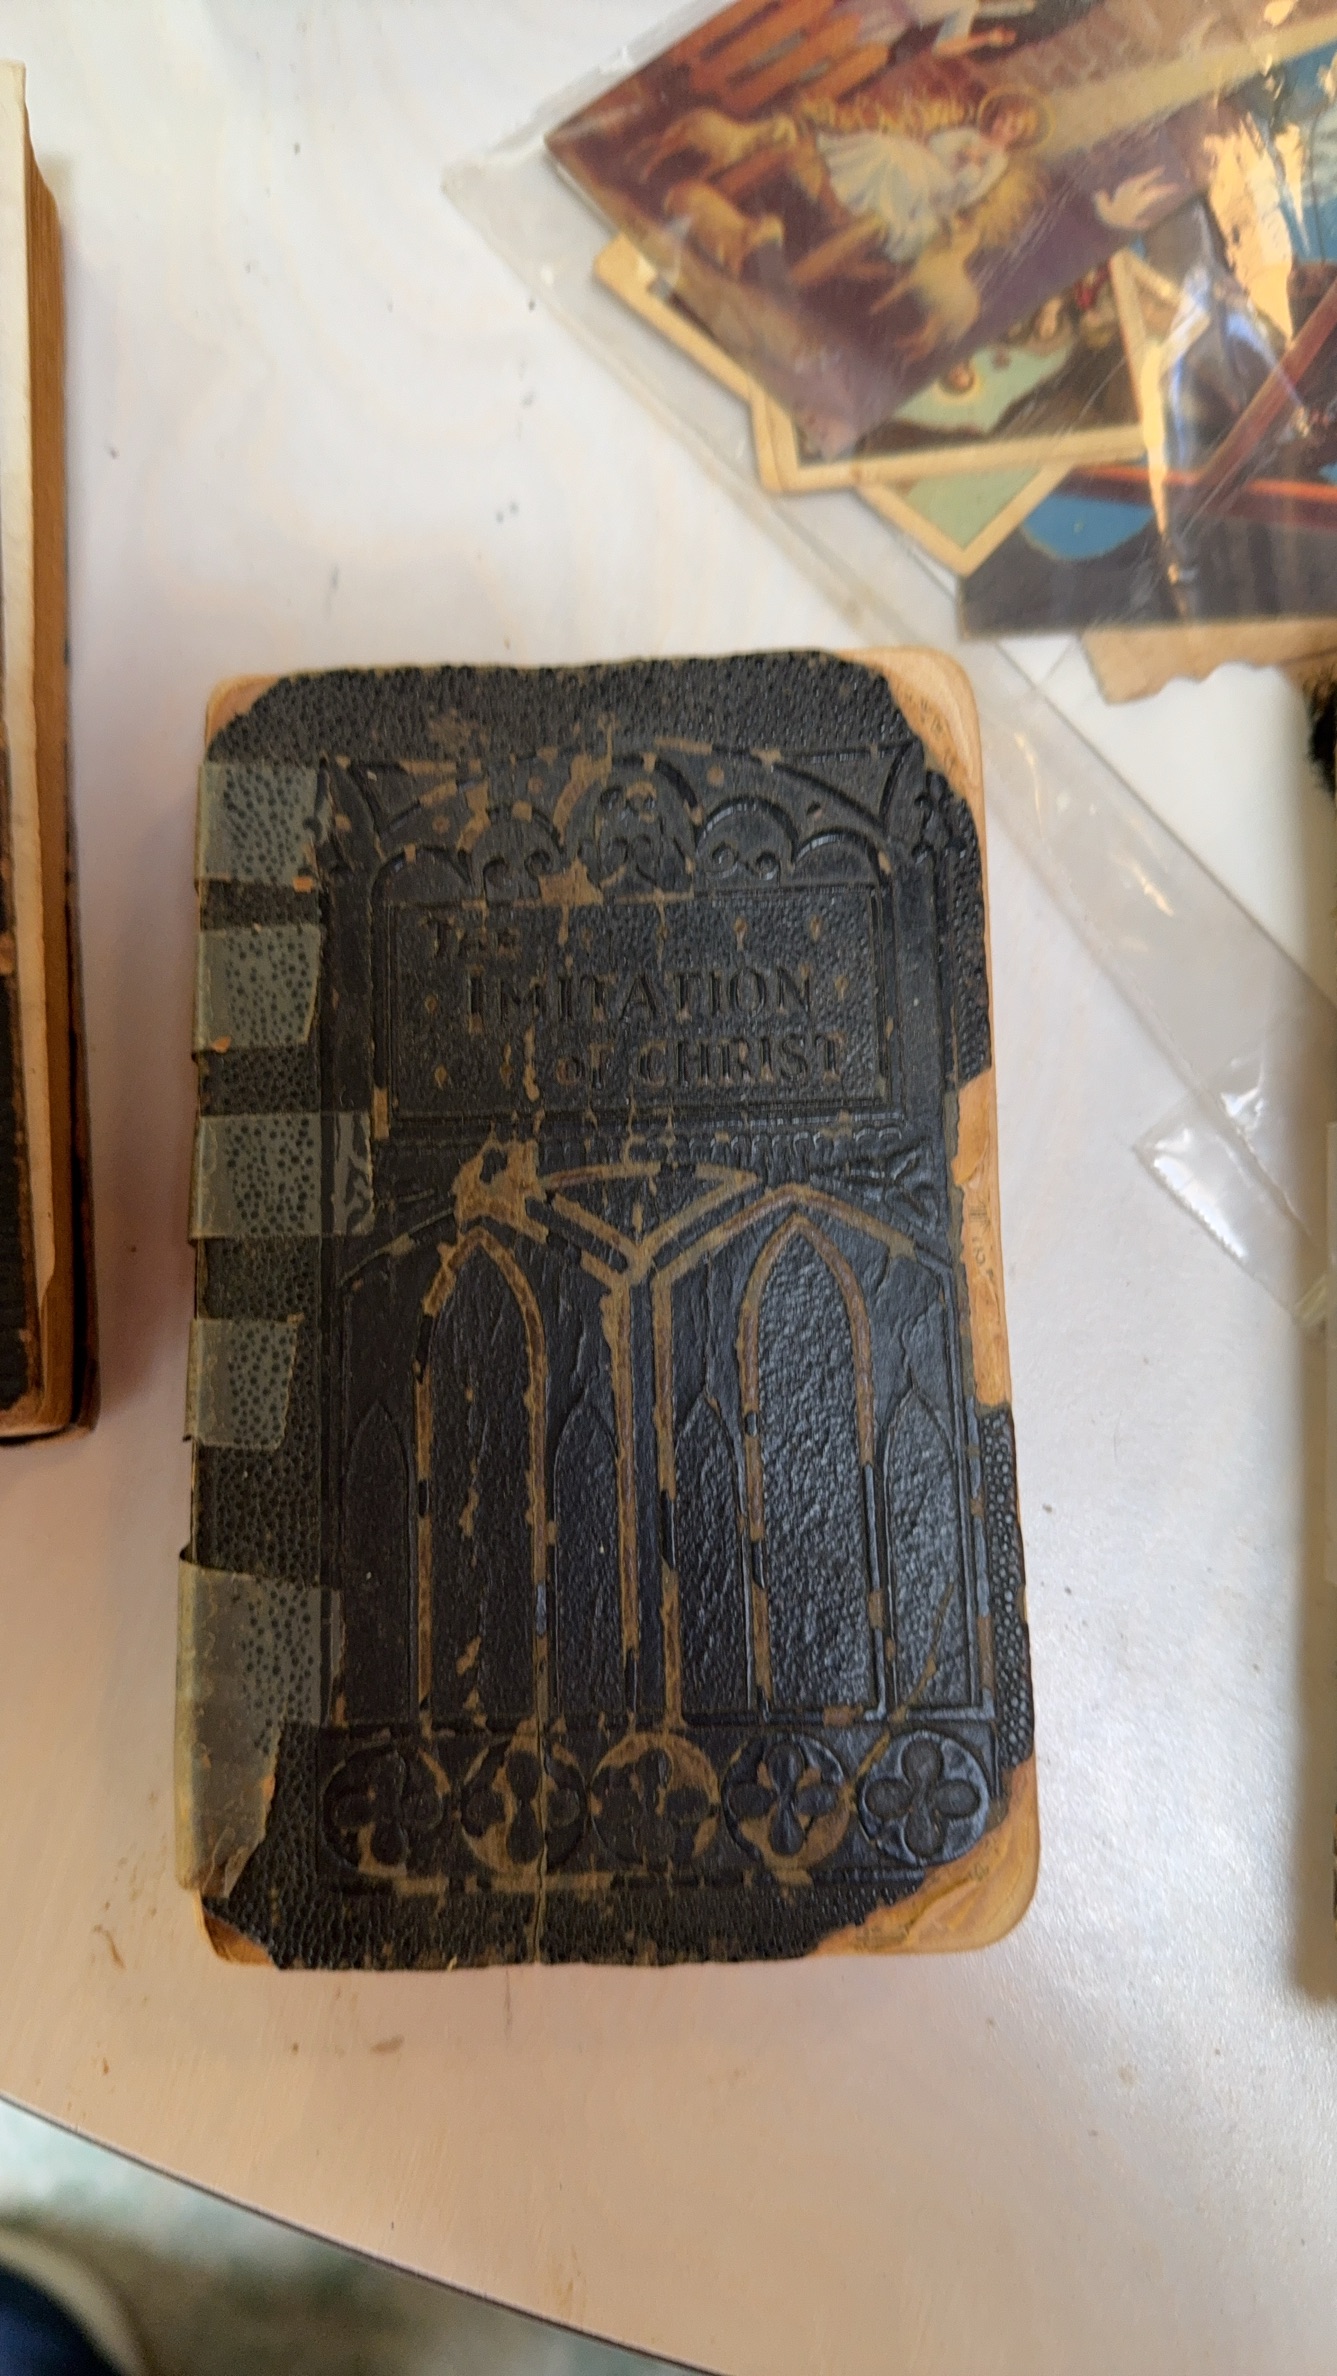 The
IMITATION
of CHRIST